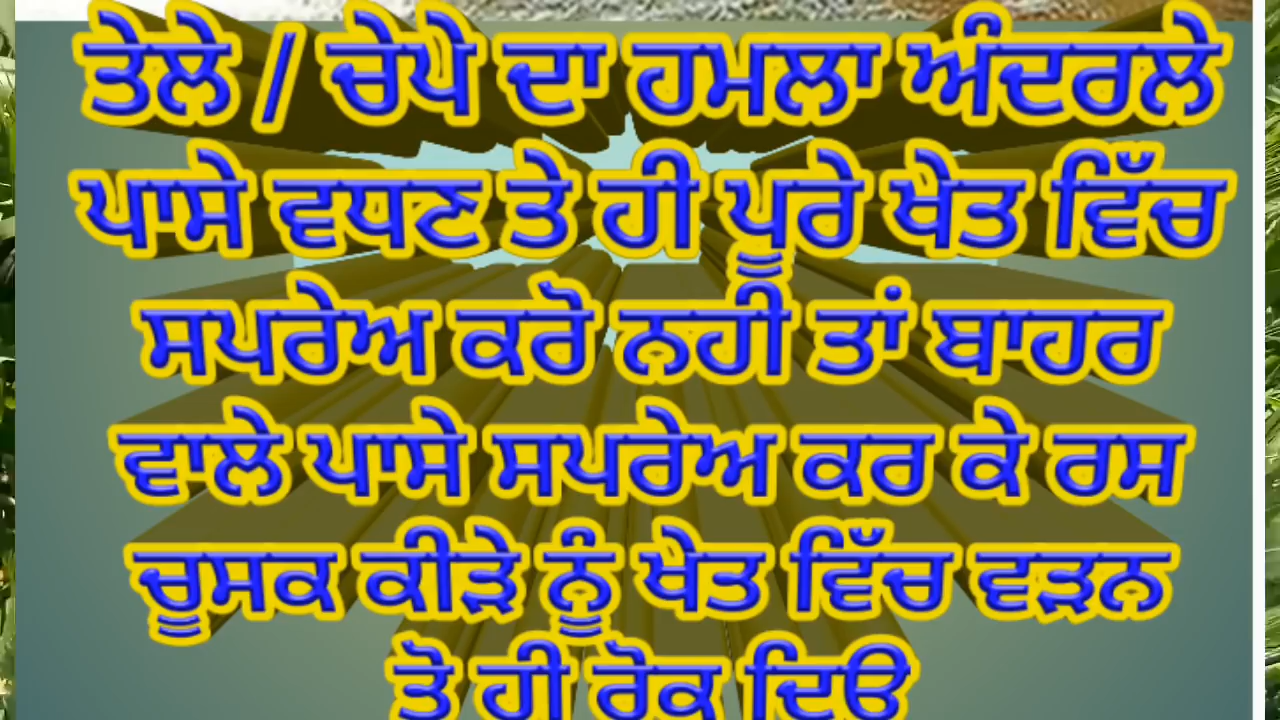 ਤੇਲੇ / ਚੇਪੇ ਦਾ ਹਮਲਾ ਅੰਦਰਲੇ
ਪਾਸੇ ਵਧਣ ਤੇ ਹੀ ਪੂਰੇ ਖੇਤ ਵਿੱਚ
ਸਪਰੇਅ ਕਰੋ ਨਹੀ ਤਾਂ ਬਾਹਰ
ਵਾਲੇ ਪਾਸੇ ਸਪਰੇਅ ਕਰ ਕੇ ਰਸ
ਚੂਸਕ ਕੀੜੇ ਨੂੰ ਖੇਤ ਵਿੱਚ ਵੜਨ
ਤੋ ਹੀ ਰੋਕ ਦਿਓ